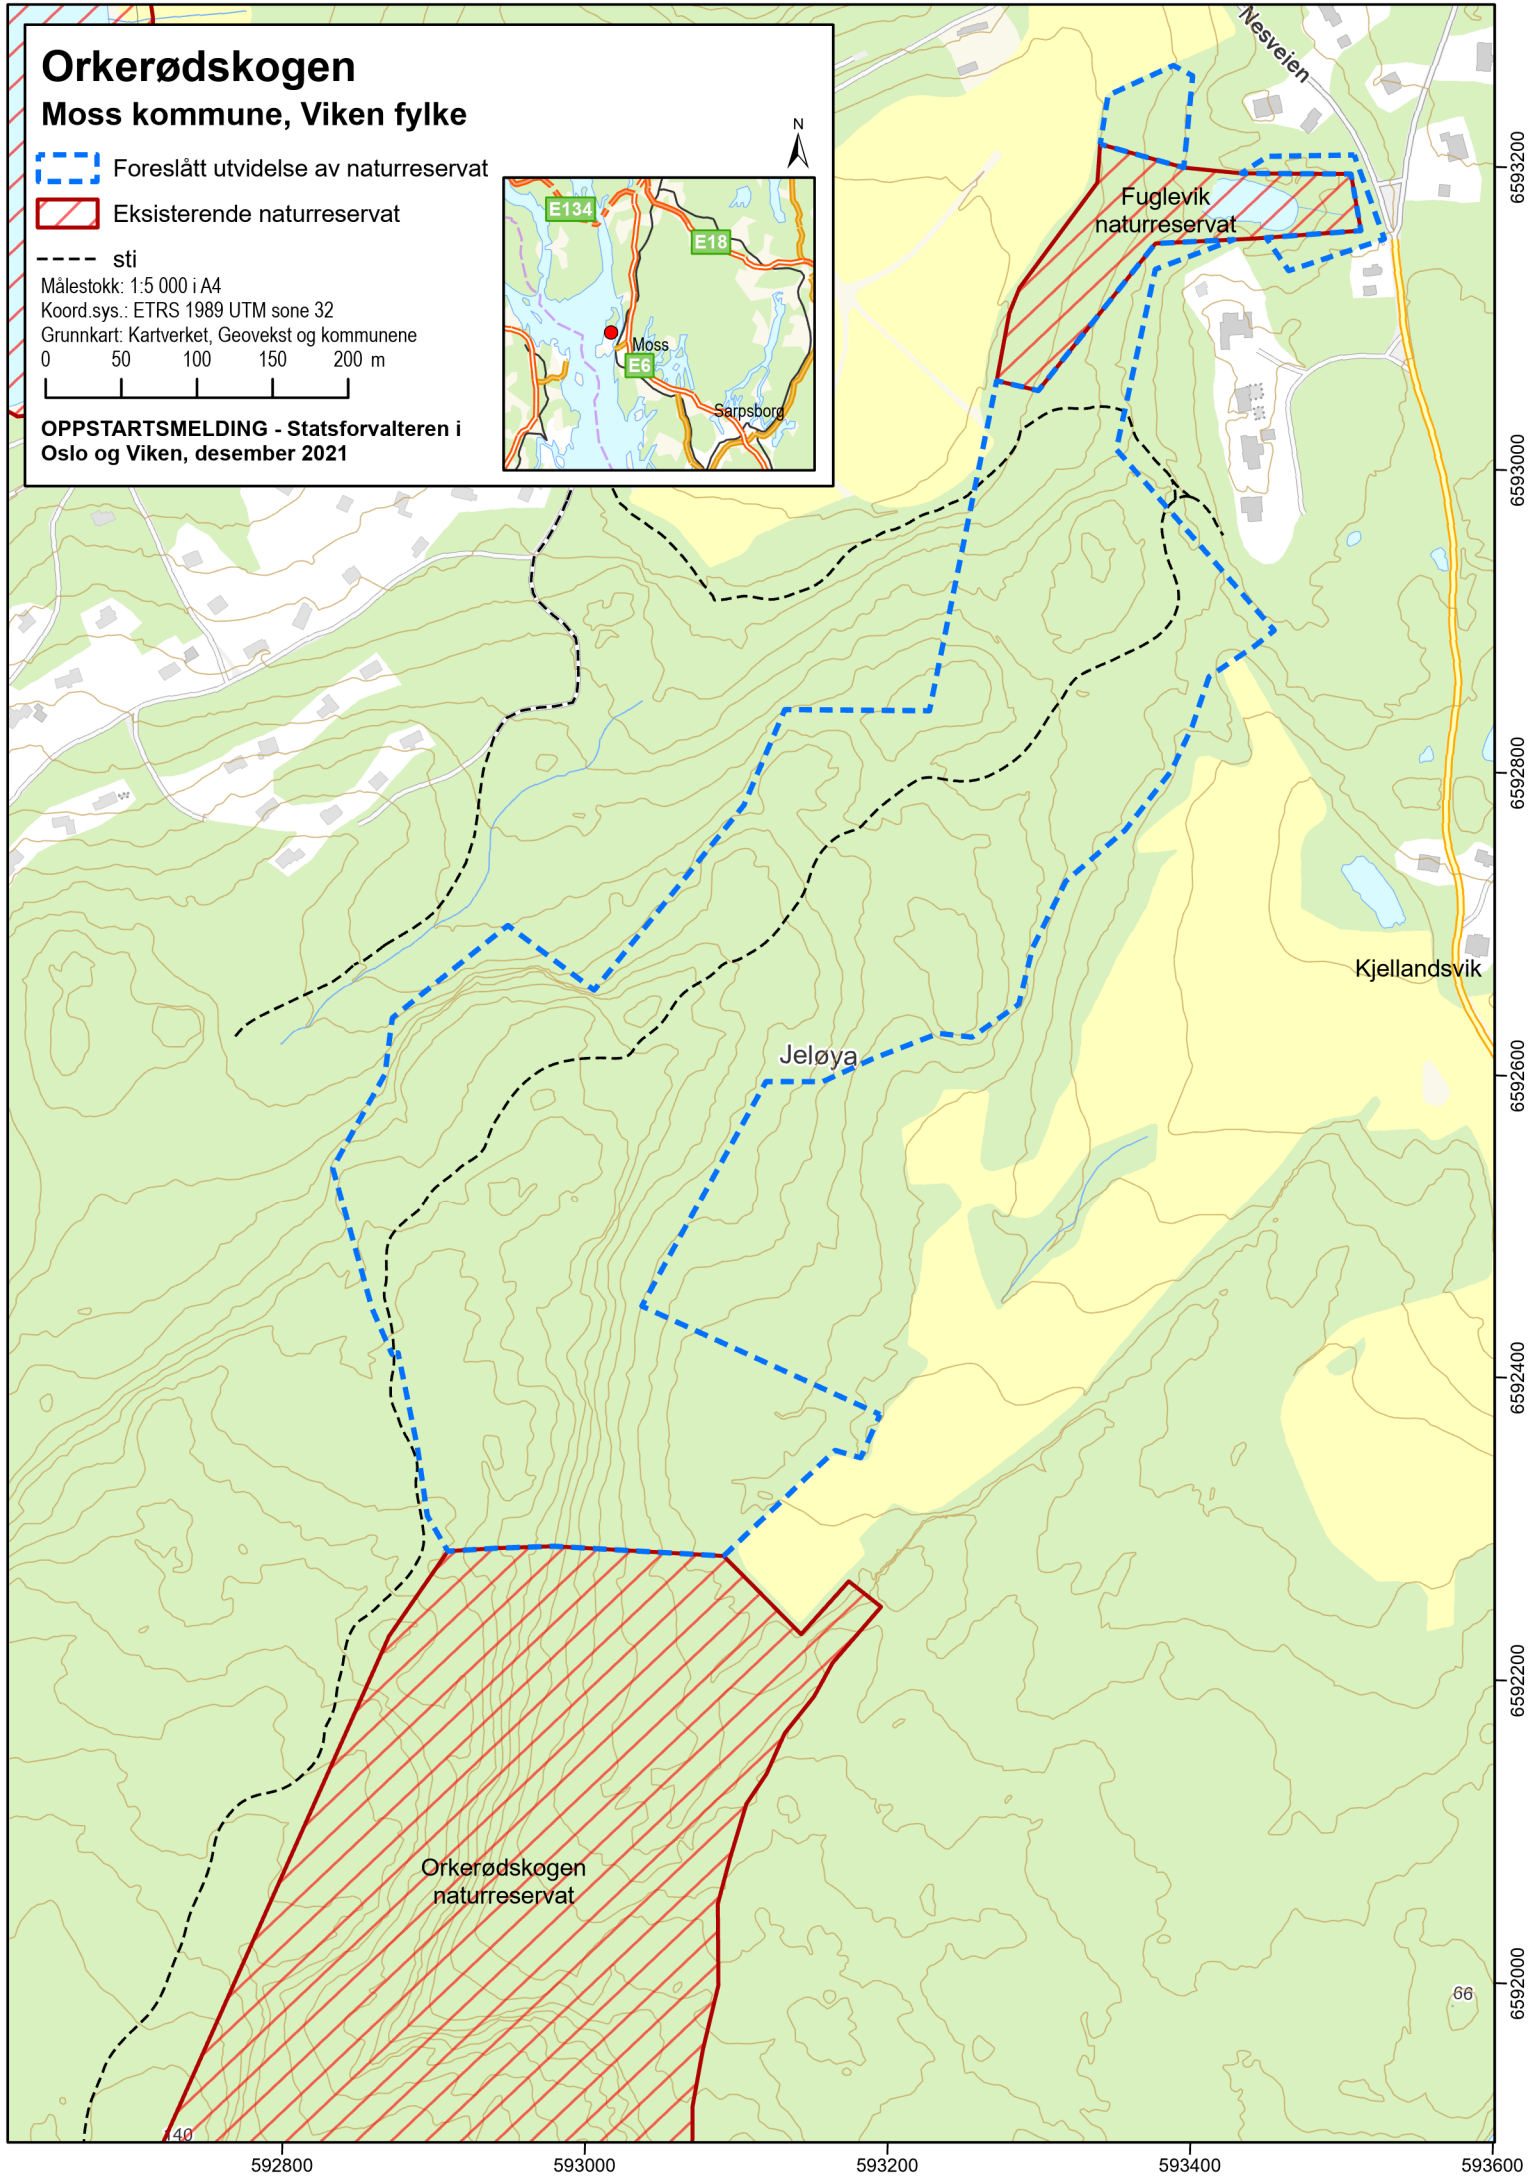 Orkerødskogen
Moss kommune, Viken fylke
Foreslått utvidelse av naturreservat
Eksisterende naturreservat
sti
Målestokk: 1:5 000 i A4
Koord.sys.: ETRS 1989 UTM sone 32
Grunnkart: Kartverket, Geovekst og kommunene
0 50 100 150 200 m
OPPSTARTSMELDING - Statsforvalteren i
Oslo og Viken, desember 2021
N
E134
E18
Moss
E6
Sarpsborg
Nesveien
Fuglevik
naturreservat
Kjellandsvik
Jeløya
Orkerødskogen
naturreservat
66
140
6593200
6593000
6592800
6592600
6592400
6592200
6592000
592800 593000 593200 593400 593600